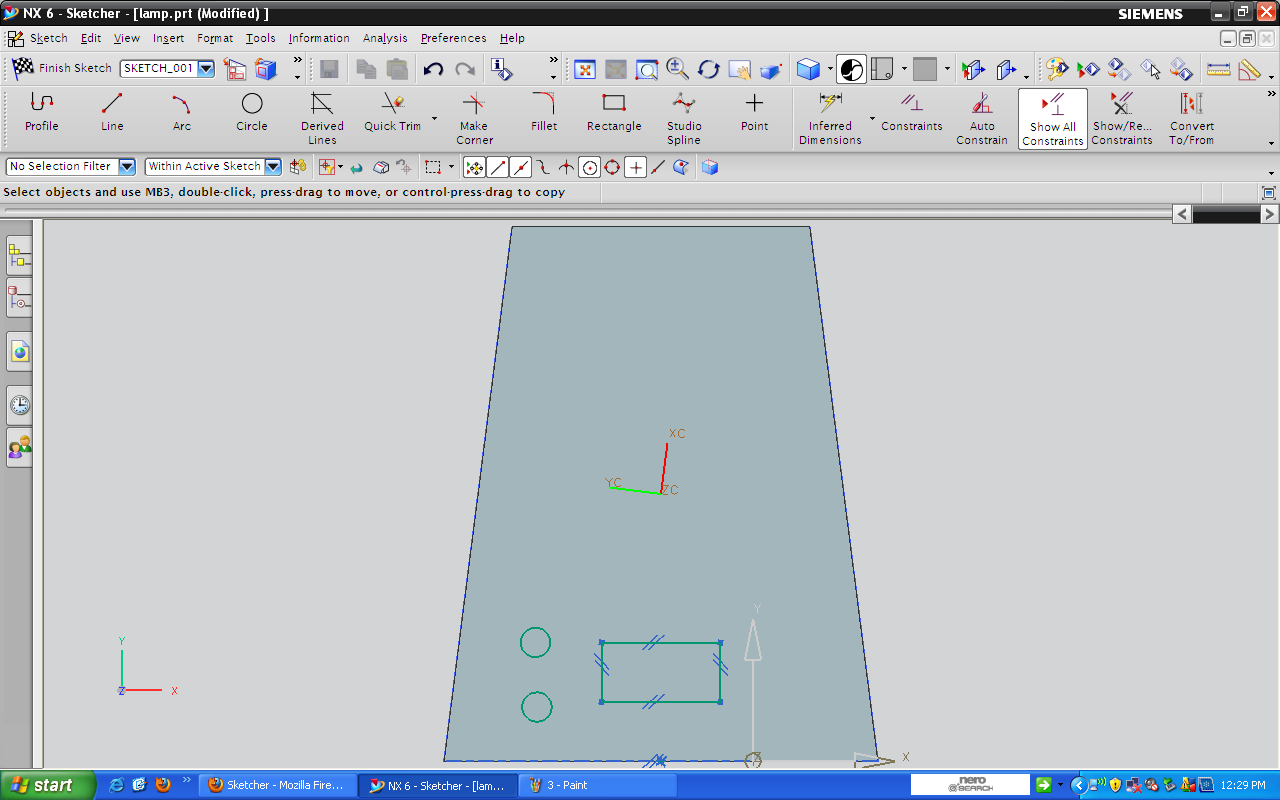 NX 6 - Sketcher - [lamp.prt (Modified) ]
SIEMENS
Sketch Edit View Insert Format Tools Information Analysis Preferences Help
Finish Sketch SKETCH_001
Profile Line Arc Circle Derived Lines Quick Trim Make Corner Fillet Rectangle Studio Spline Point Inferred Dimensions Constraints Auto Constrain Show All Constraints Show/Re... Constraints Convert To/From
No Selection Filter Within Active Sketch
Select objects and use MB3, double-click, press-drag to move, or control-press-drag to copy
XC
YC
ZC
Y
Y
Z X
X
start
Sketcher - Mozilla Fire...
NX 6 - Sketcher - [lam...
3 - Paint
nero
SEARCH
12:29 PM